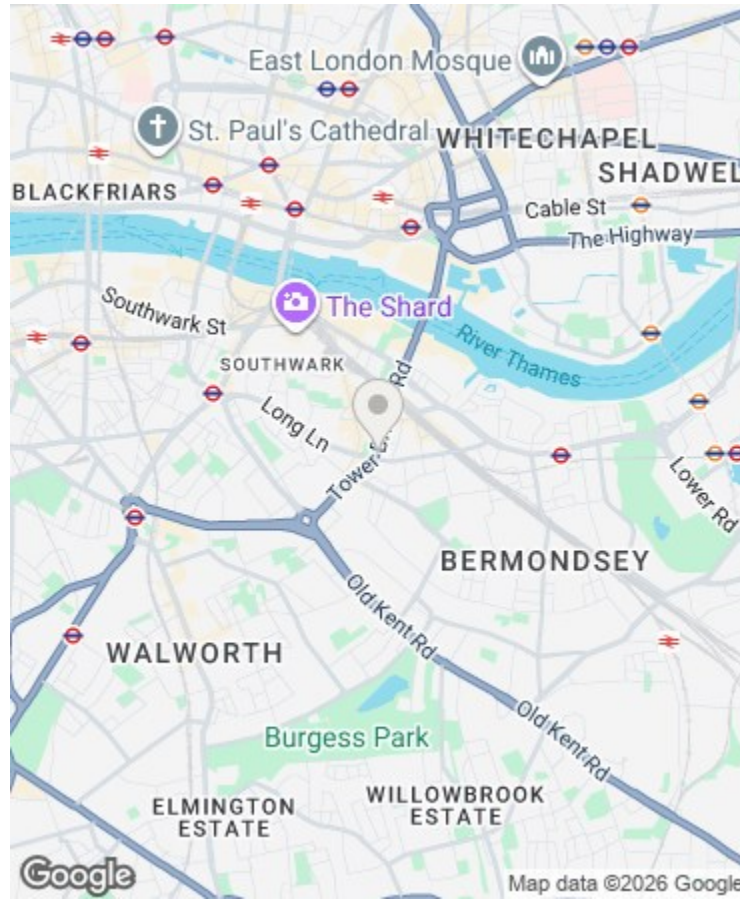 East London Mosque
St. Paul's Cathedral
WHITECHAPEL
SHADWEL
BLACKFRIARS
Cable St
The Highway
Southwark St
The Shard
River Thames
SOUTHWARK
Rd
Long Ln
Tower
Lower Rd
BERMONDSEY
Old Kent Rd
WALWORTH
Old Kent Rd
Burgess Park
ELMINGTON
ESTATE
WILLOWBROOK
ESTATE
Google
Map data ©2026 Google